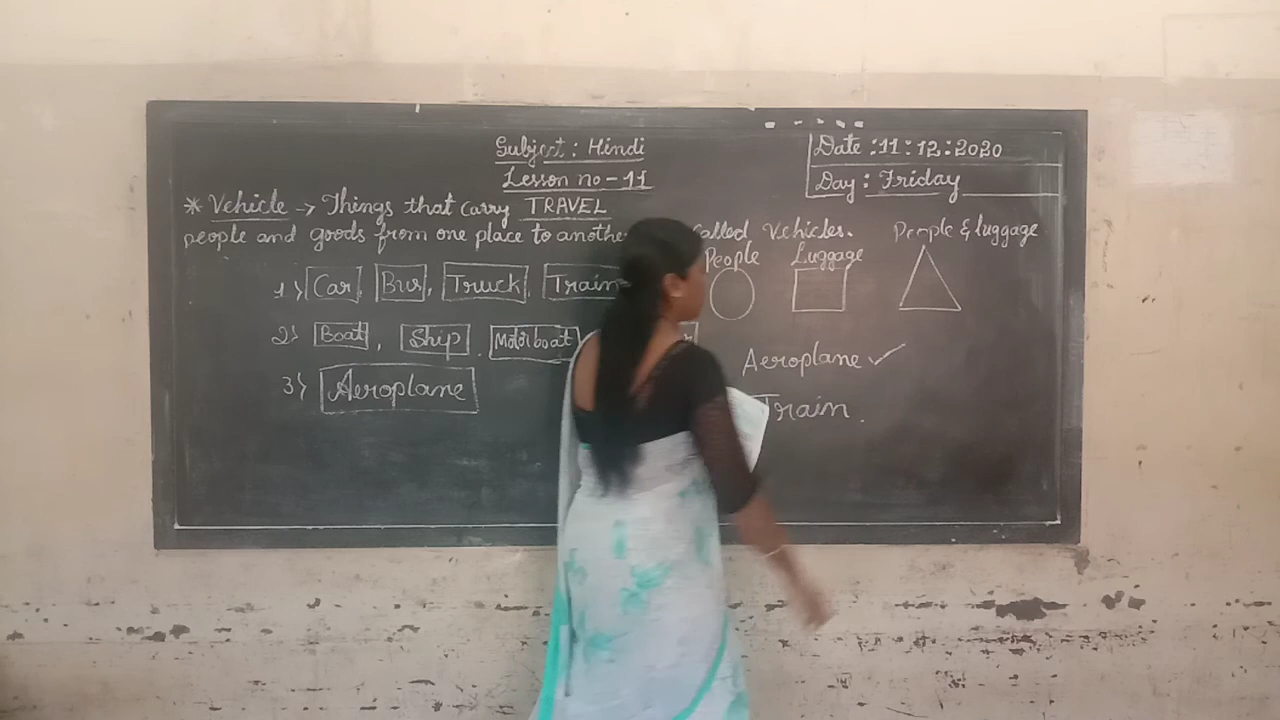 Subject : Hindi
Lesson no - 11
Date : 11 : 12 : 2020
Day : Friday
* Vehicle → Things that carry TRAVEL
people and goods from one place to another called Vehicles.
People Luggage People & luggage
1) Car, Bus, Truck, Train
2) Boat, Ship, Motorboat
Aeroplane ✓
3) Aeroplane
Train.